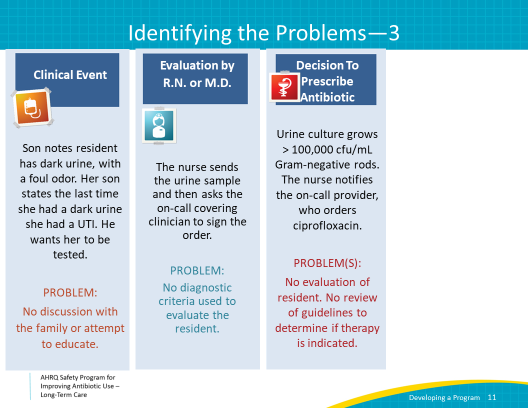 Identifying the Problems—3
Clinical Event
Son notes resident
has dark urine, with
a foul odor. Her son
states the last time
she had a dark urine
she had a UTI. He
wants her to be
tested.
PROBLEM:
No discussion with
the family or attempt
to educate.
Evaluation by
R.N. or M.D.
The nurse sends
the urine sample
and then asks the
on-call covering
clinician to sign the
order.
PROBLEM:
No diagnostic
criteria used to
evaluate the
resident.
Decision To
Prescribe
Antibiotic
Urine culture grows
> 100,000 cfu/mL
Gram-negative rods.
The nurse notifies
the on-call provider,
who orders
ciprofloxacin.
PROBLEM(S):
No evaluation of
resident. No review
of guidelines to
determine if therapy
is indicated.
AHRQ Safety Program for
Improving Antibiotic Use –
Long-Term Care
Developing a Program 11